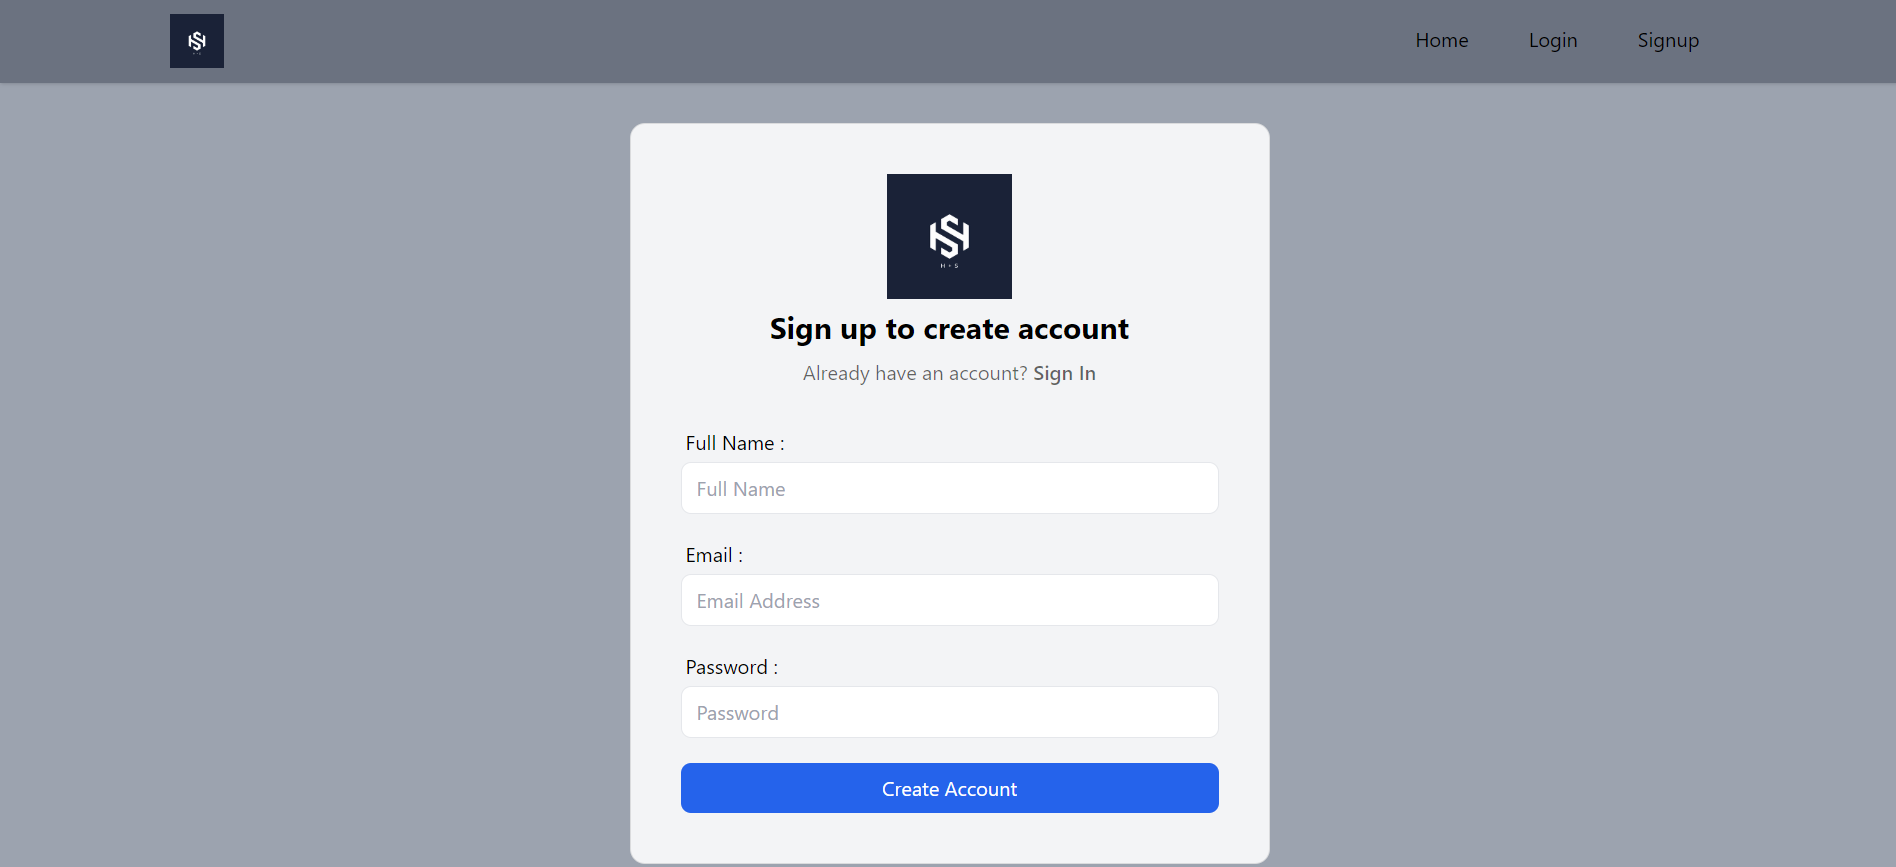 Home Login Signup
H + S
Sign up to create account
Already have an account? Sign In
Full Name :
Full Name
Email :
Email Address
Password :
Password
Create Account